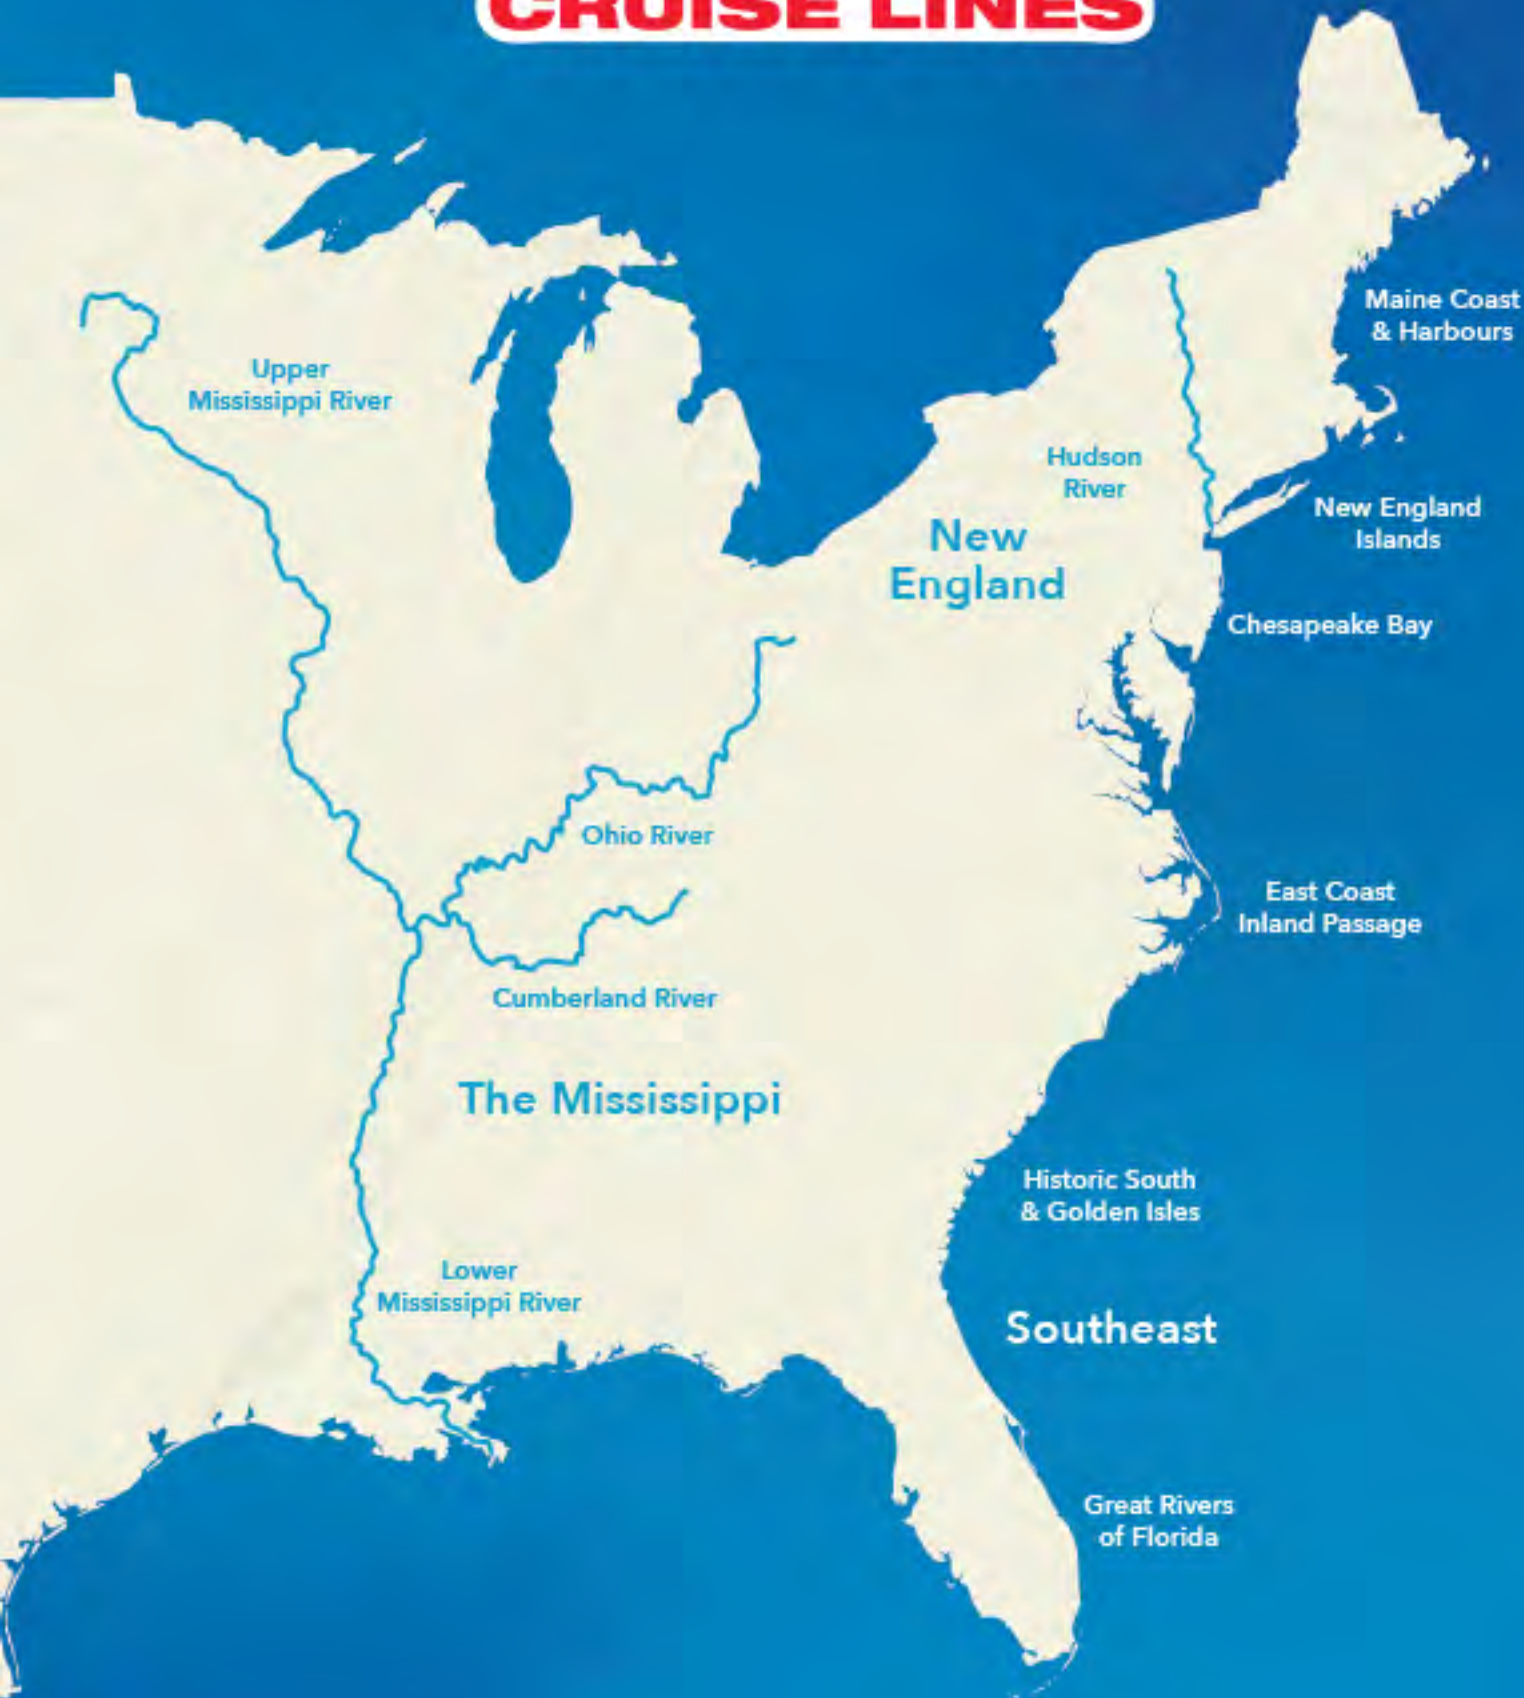 CRUISE LINES
Maine Coast
& Harbours
Upper
Mississippi River
Hudson
River
New England
Islands
New
England
Chesapeake Bay
Ohio River
East Coast
Inland Passage
Cumberland River
The Mississippi
Historic South
& Golden Isles
Lower
Mississippi River
Southeast
Great Rivers
of Florida